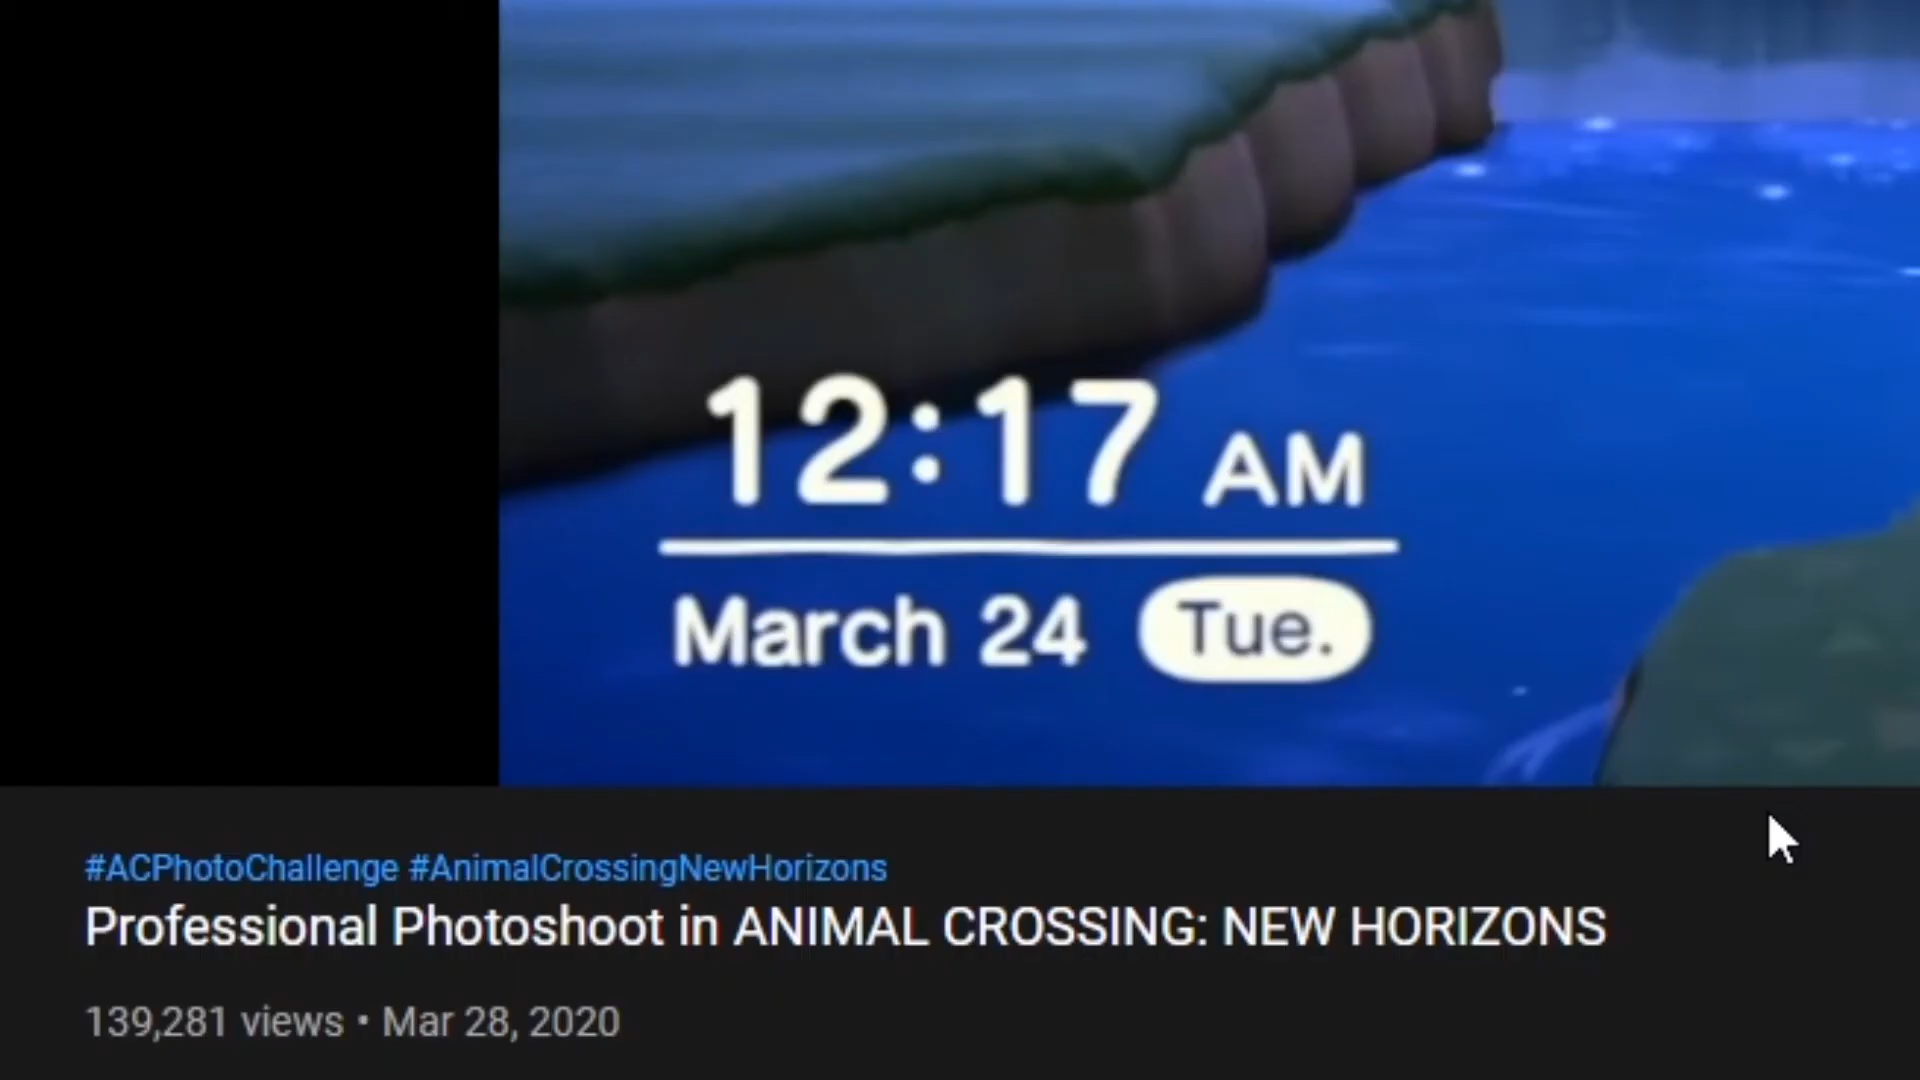 12:17 AM
March 24 Tue.
#ACPhotoChallenge #AnimalCrossingNewHorizons
Professional Photoshoot in ANIMAL CROSSING: NEW HORIZONS
139,281 views • Mar 28, 2020